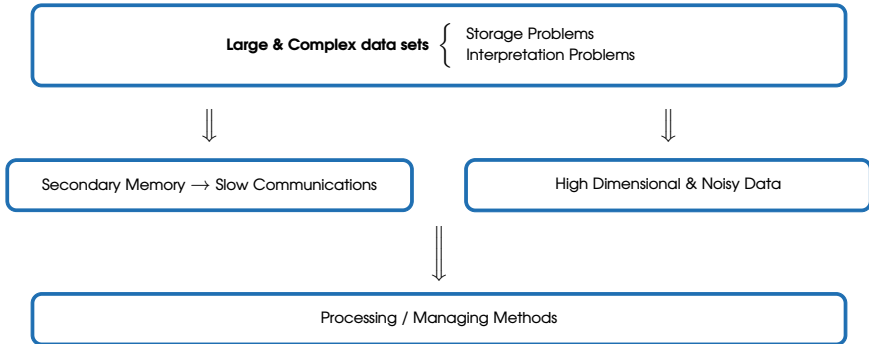 Large & Complex data sets { Storage Problems
Interpretation Problems
⇓ ⇓
Secondary Memory → Slow Communications
High Dimensional & Noisy Data
⇓
Processing / Managing Methods